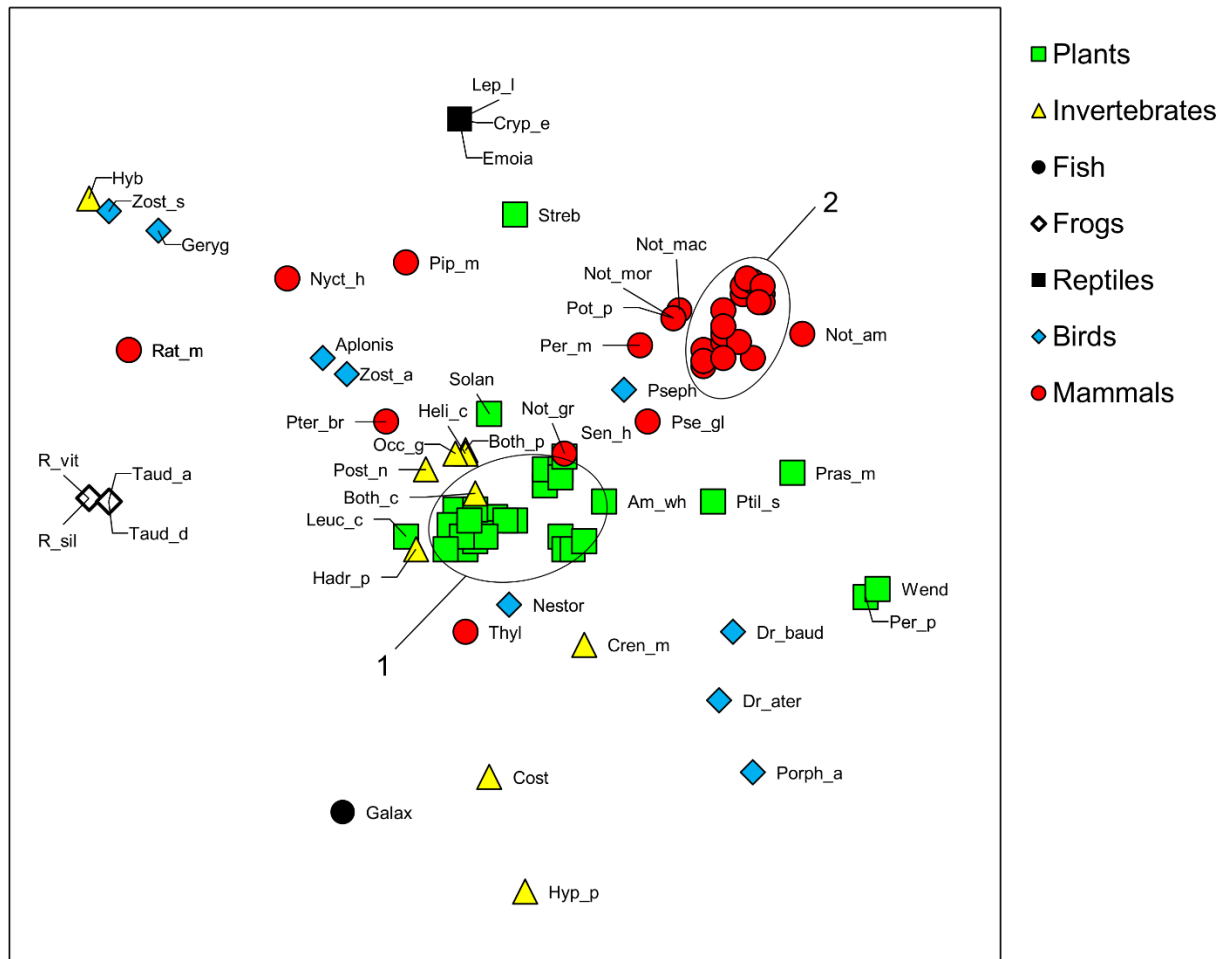 Lep_l
Cryp_e
Emoia
Hyb
Zost_s
Geryg
Streb
2
Not_mac
Not_mor
Pot_p
Nyct_h
Pip_m
Not_am
Per_m
Rat_m
Aplonis
Zost_a
Solan
Pseph
Heli_c
Not_gr
Pter_br
Pse_gl
Occ_g
Both_p
Sen_h
Post_n
R_vit
Taud_a
Pras_m
Both_c
Am_wh
Ptil_s
Leuc_c
R_sil
Taud_d
Hadr_p
Wend
Per_p
Nestor
Thyl
Dr_baud
Cren_m
1
Dr_ater
Cost
Porph_a
Galax
Hyp_p
Plants
Invertebrates
Fish
Frogs
Reptiles
Birds
Mammals